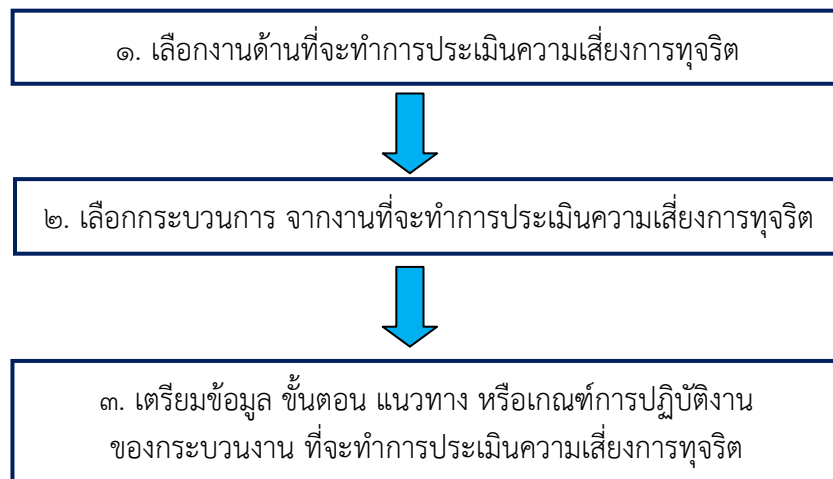 ๑. เลือกงานด้านที่จะทำการประเมินความเสี่ยงการทุจริต
๒. เลือกกระบวนการ จากงานที่จะทำการประเมินความเสี่ยงการทุจริต
๓. เตรียมข้อมูล ขั้นตอน แนวทาง หรือเกณฑ์การปฏิบัติงาน
ของกระบวนงาน ที่จะทำการประเมินความเสี่ยงการทุจริต